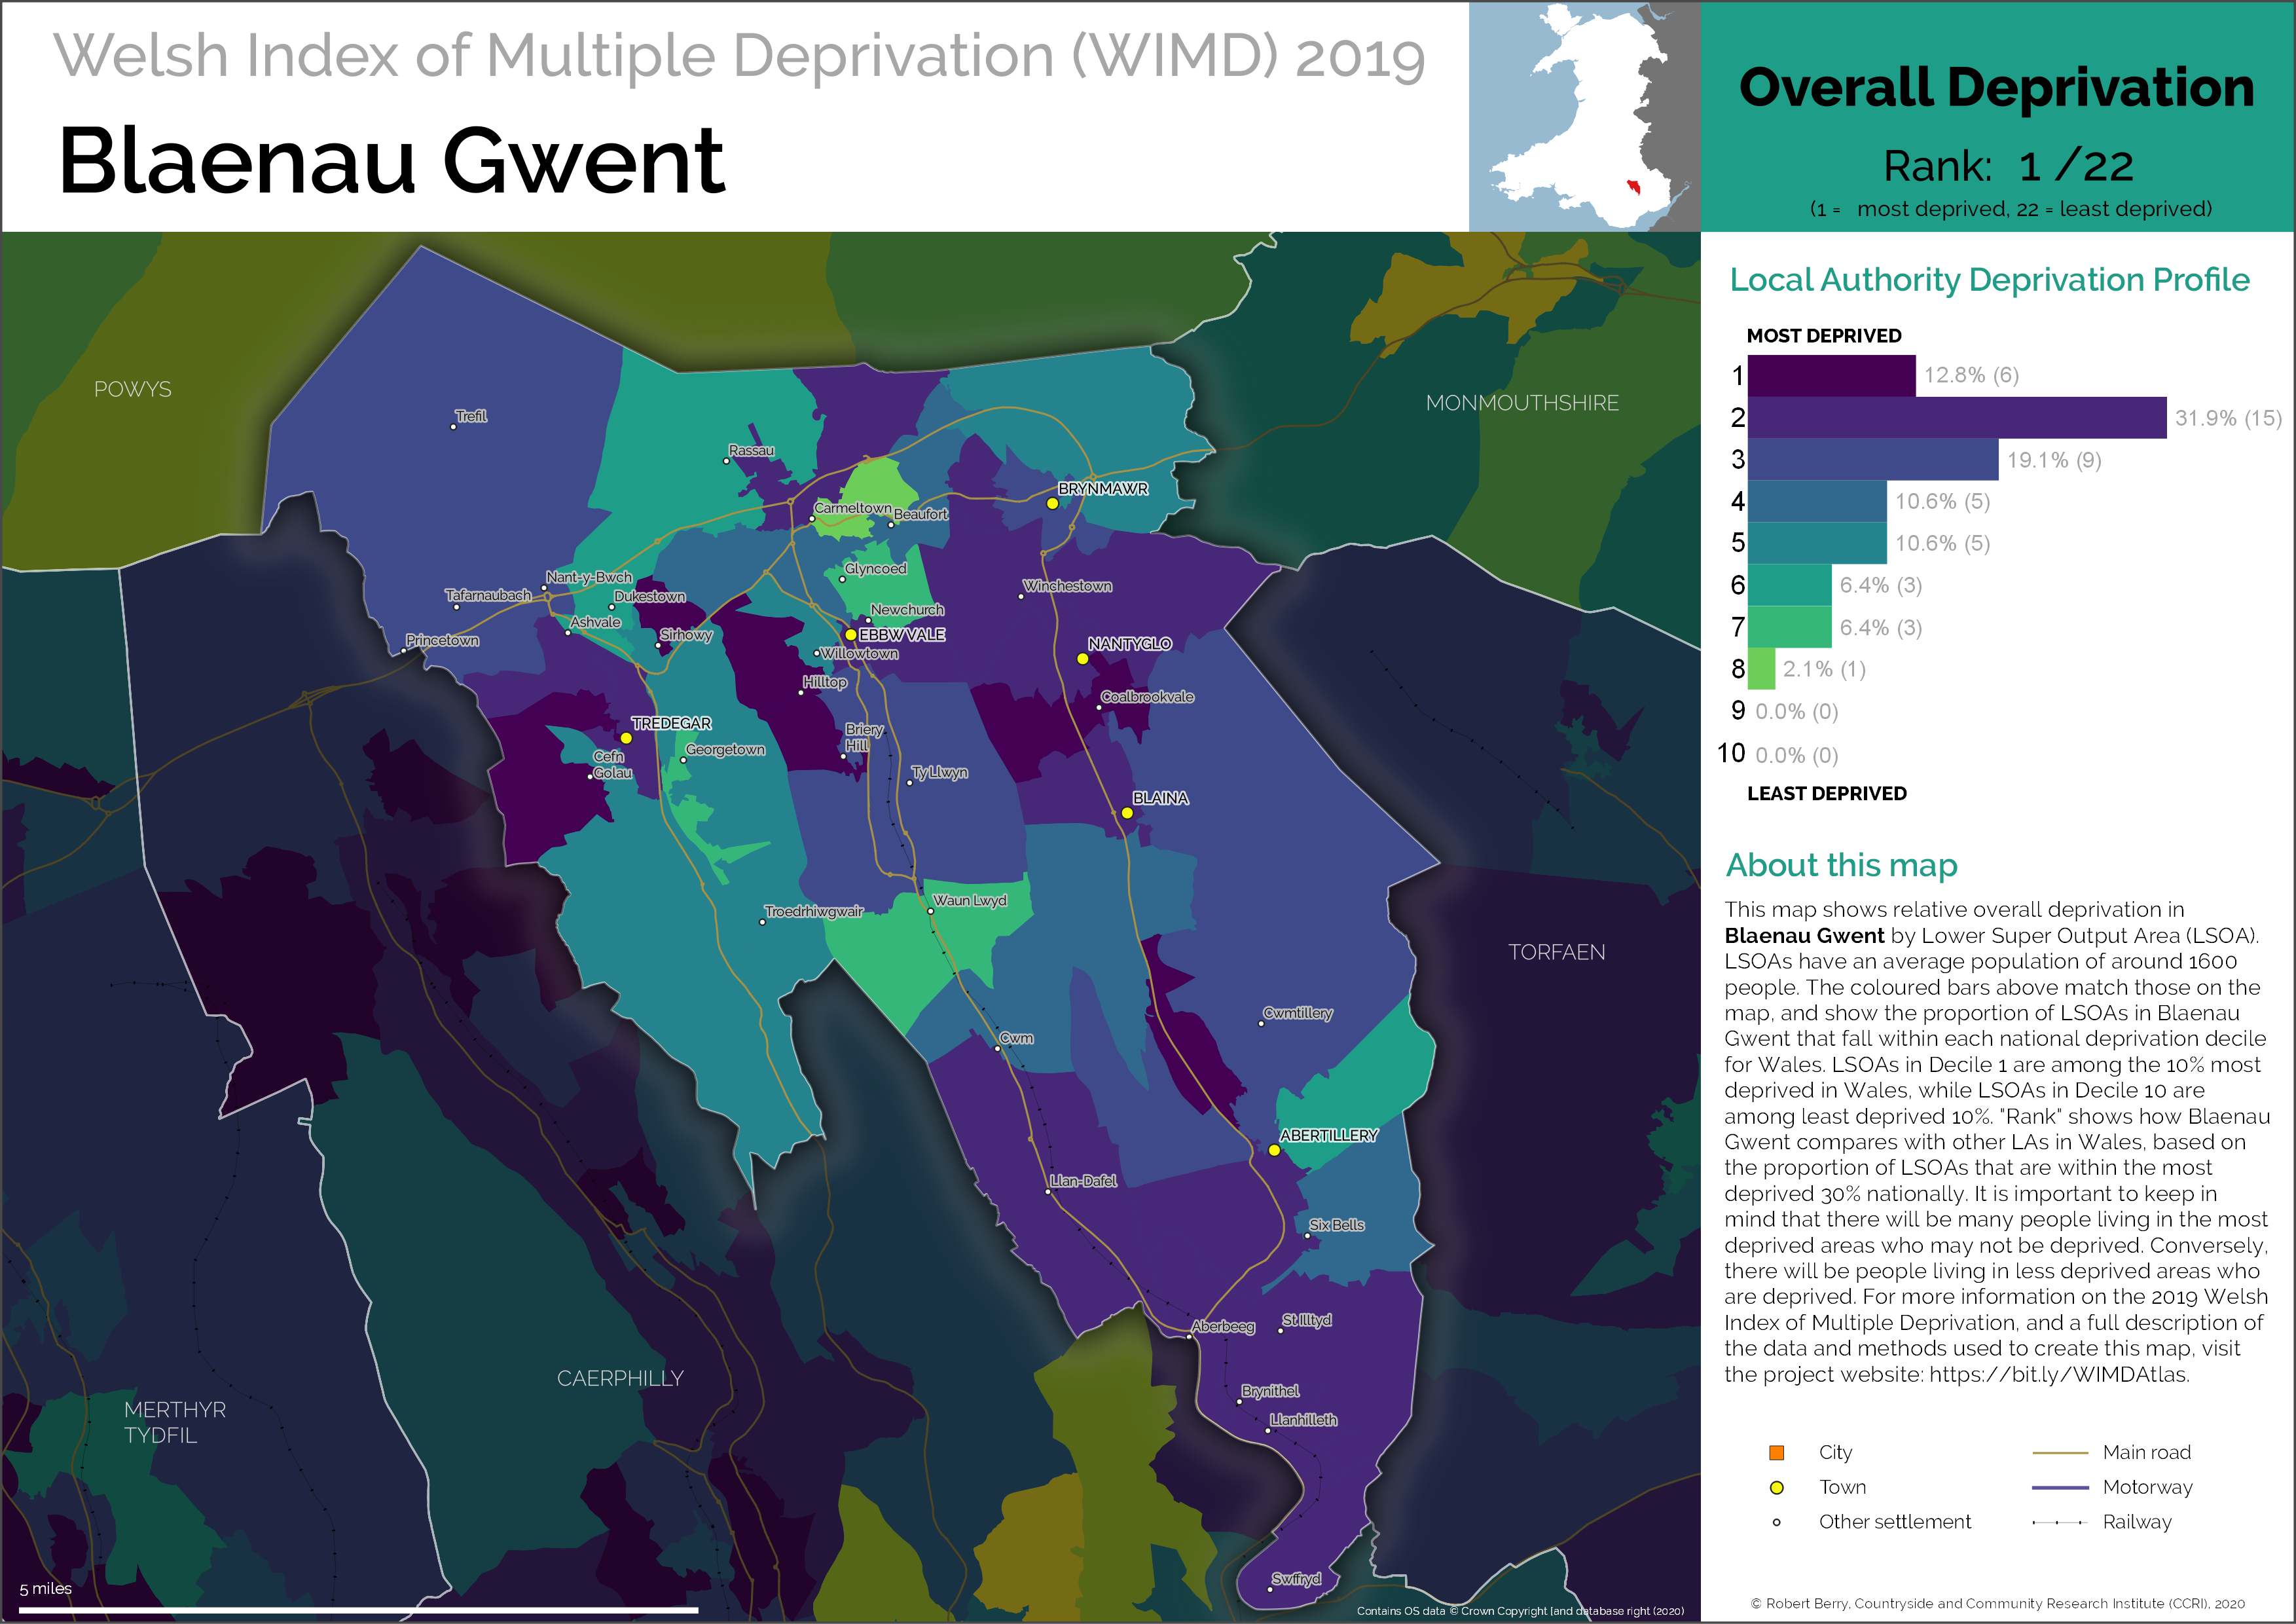 Welsh Index of Multiple Deprivation (WIMD) 2019
Blaenau Gwent
Overall Deprivation
Rank: 1 /22
(1 = most deprived, 22 = least deprived)
POWYS
MONMOUTHSHIRE
Trefil
Rassau
BRYNMAWR
Carmeltown
Beaufort
Glyncoed
Nant-y-Bwch
Winchestown
Tafarnaubach
Dukestown
Newchurch
Ashvale
Sirhowy
EBBW VALE
Princetown
NANTYGLO
Willowtown
Hilltop
Coalbrookvale
TREDEGAR
Briery
Hill
Georgetown
Cefn
Golau
Ty Llwyn
BLAINA
Waun Lwyd
Troedrhiwgwair
TORFAEN
Cwmtillery
Cwm
ABERTILLERY
Llan-Dafel
Six Bells
Aberbeeg
St Illtyd
CAERPHILLY
Brynithel
MERTHYR
TYDFIL
Llanhilleth
Swffryd
5 miles
Contains OS data © Crown Copyright [and database right (2020)
Local Authority Deprivation Profile
MOST DEPRIVED
1 12.8% (6)
2 31.9% (15)
3 19.1% (9)
4 10.6% (5)
5 10.6% (5)
6 6.4% (3)
7 6.4% (3)
8 2.1% (1)
9 0.0% (0)
10 0.0% (0)
LEAST DEPRIVED
About this map
This map shows relative overall deprivation in
Blaenau Gwent by Lower Super Output Area (LSOA).
LSOAs have an average population of around 1600
people. The coloured bars above match those on the
map, and show the proportion of LSOAs in Blaenau
Gwent that fall within each national deprivation decile
for Wales. LSOAs in Decile 1 are among the 10% most
deprived in Wales, while LSOAs in Decile 10 are
among least deprived 10%. "Rank" shows how Blaenau
Gwent compares with other LAs in Wales, based on
the proportion of LSOAs that are within the most
deprived 30% nationally. It is important to keep in
mind that there will be many people living in the most
deprived areas who may not be deprived. Conversely,
there will be people living in less deprived areas who
are deprived. For more information on the 2019 Welsh
Index of Multiple Deprivation, and a full description of
the data and methods used to create this map, visit
the project website: https://bit.ly/WIMDAtlas.
City
Main road
Town
Motorway
Other settlement
Railway
© Robert Berry, Countryside and Community Research Institute (CCRI), 2020